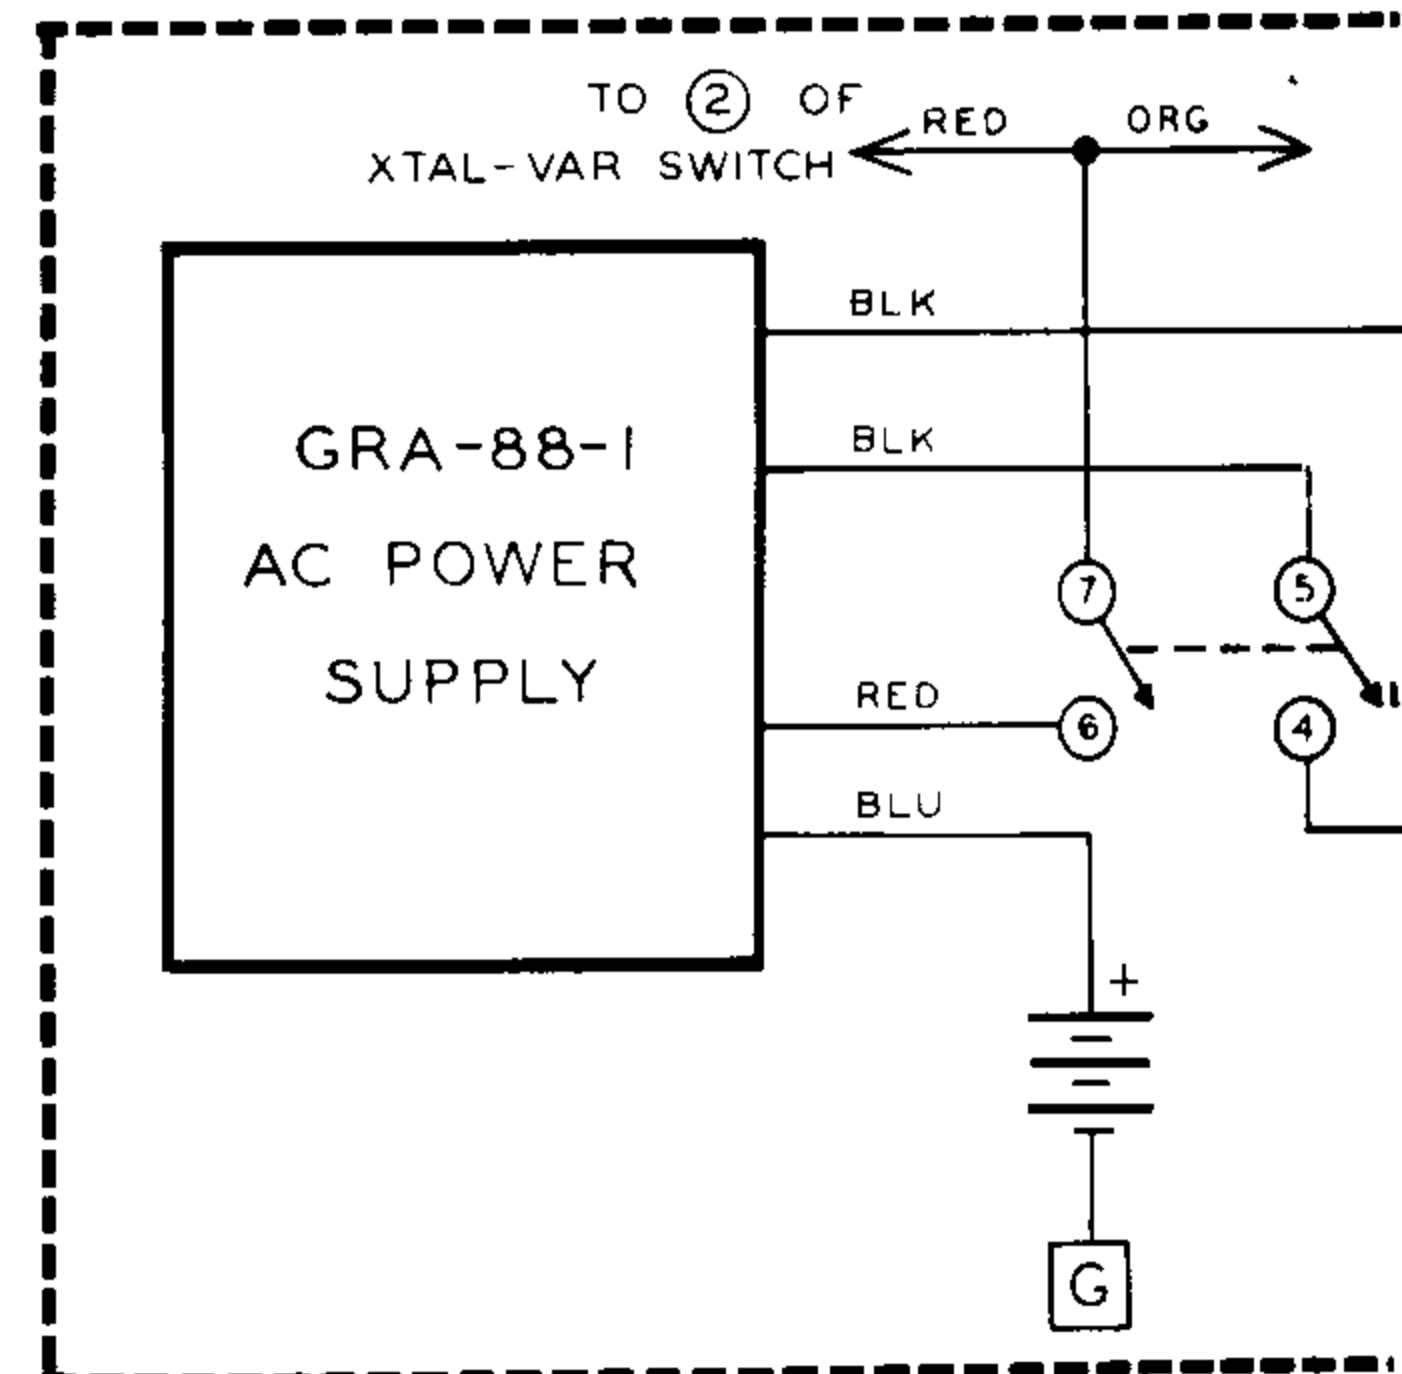 TO 2 OF
XTAL-VAR SWITCH
RED
ORG
BLK
BLK
GRA-88-1
AC POWER
SUPPLY
7
5
RED
6
4
BLU
+
G